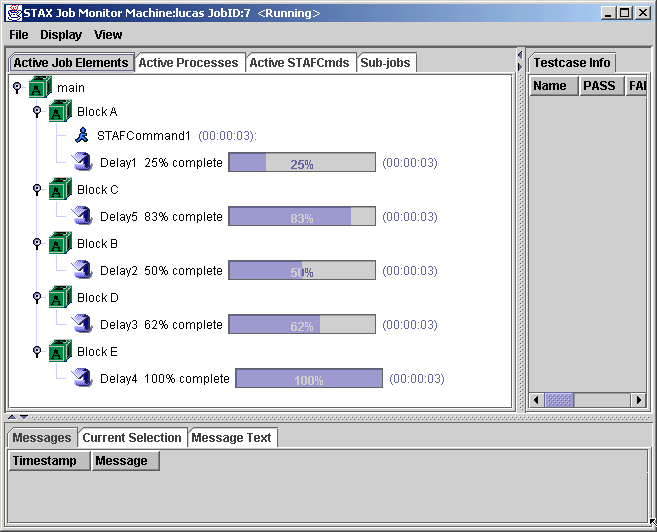 STAX Job Monitor Machine:lucas JobID:7 <Running>
File Display View
Active Job Elements Active Processes Active STAFCmds Sub-jobs
Testcase Info
Name PASS FAI
main
Block A
STAFCommand1 (00:00:03):
Delay1 25% complete 25% (00:00:03)
Block C
Delay5 83% complete 83% (00:00:03)
Block B
Delay2 50% complete 50% (00:00:03)
Block D
Delay3 62% complete 62% (00:00:03)
Block E
Delay4 100% complete 100% (00:00:03)
Messages Current Selection Message Text
Timestamp Message